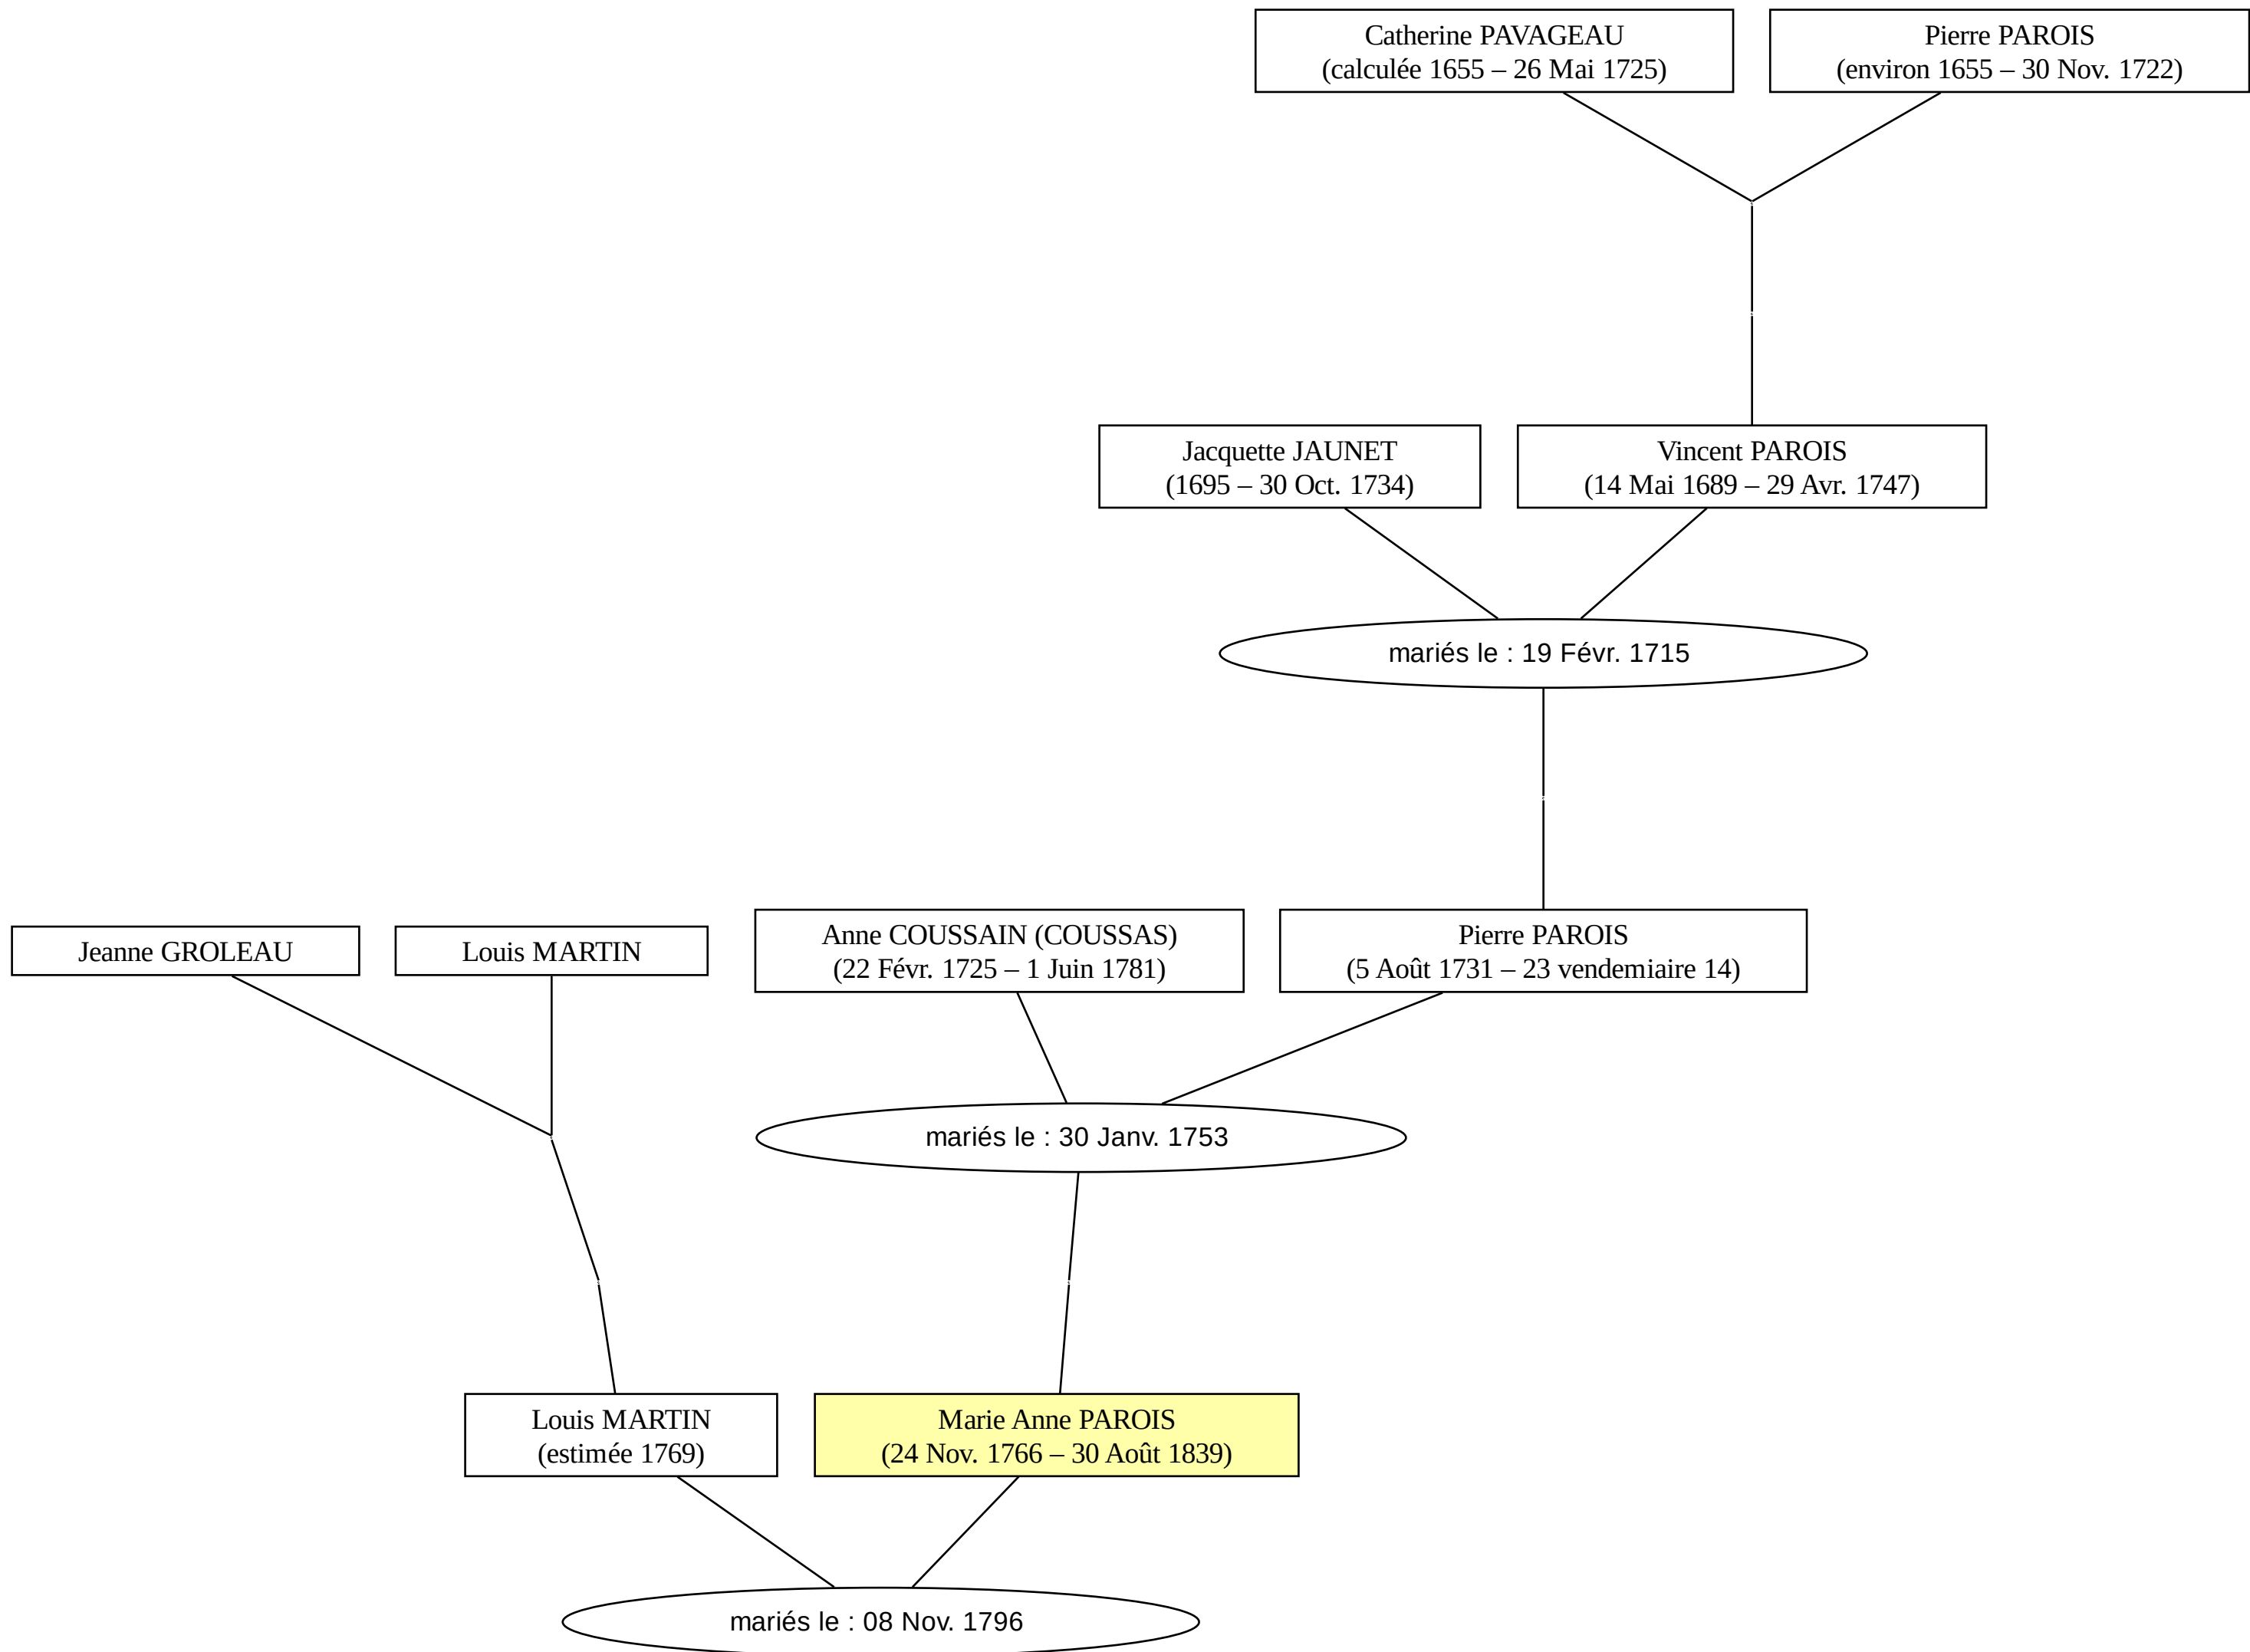 Catherine PAVAGEAU
(calculée 1655 – 26 Mai 1725)
Pierre PAROIS
(environ 1655 – 30 Nov. 1722)
Jacquette JAUNET
(1695 – 30 Oct. 1734)
Vincent PAROIS
(14 Mai 1689 – 29 Avr. 1747)
mariés le : 19 Févr. 1715
Jeanne GROLEAU
Louis MARTIN
Anne COUSSAIN (COUSSAS)
(22 Févr. 1725 – 1 Juin 1781)
Pierre PAROIS
(5 Août 1731 – 23 vendemiaire 14)
mariés le : 30 Janv. 1753
Louis MARTIN
(estimée 1769)
Marie Anne PAROIS
(24 Nov. 1766 – 30 Août 1839)
mariés le : 08 Nov. 1796